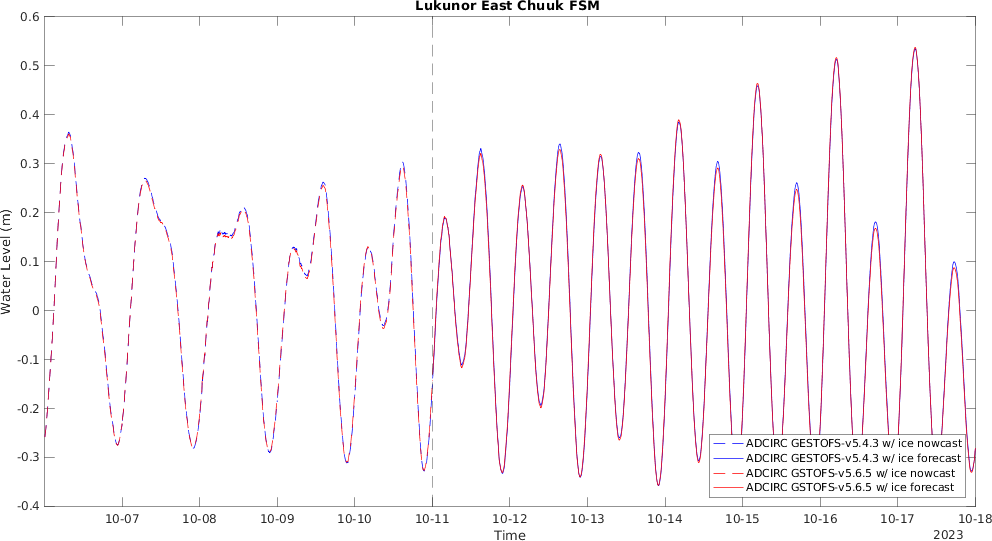 Lukunor East Chuuk FSM
0.6
0.5
0.4
0.3
0.2
0.1
0
-0.1
-0.2
-0.3
-0.4
Water Level (m)
ADCIRC GESTOFS-v5.4.3 w/ ice nowcast
ADCIRC GESTOFS-v5.4.3 w/ ice forecast
ADCIRC GSTOFS-v5.6.5 w/ ice nowcast
ADCIRC GSTOFS-v5.6.5 w/ ice forecast
10-07 10-08 10-09 10-10 10-11 10-12 10-13 10-14 10-15 10-16 10-17 10-18
Time
2023